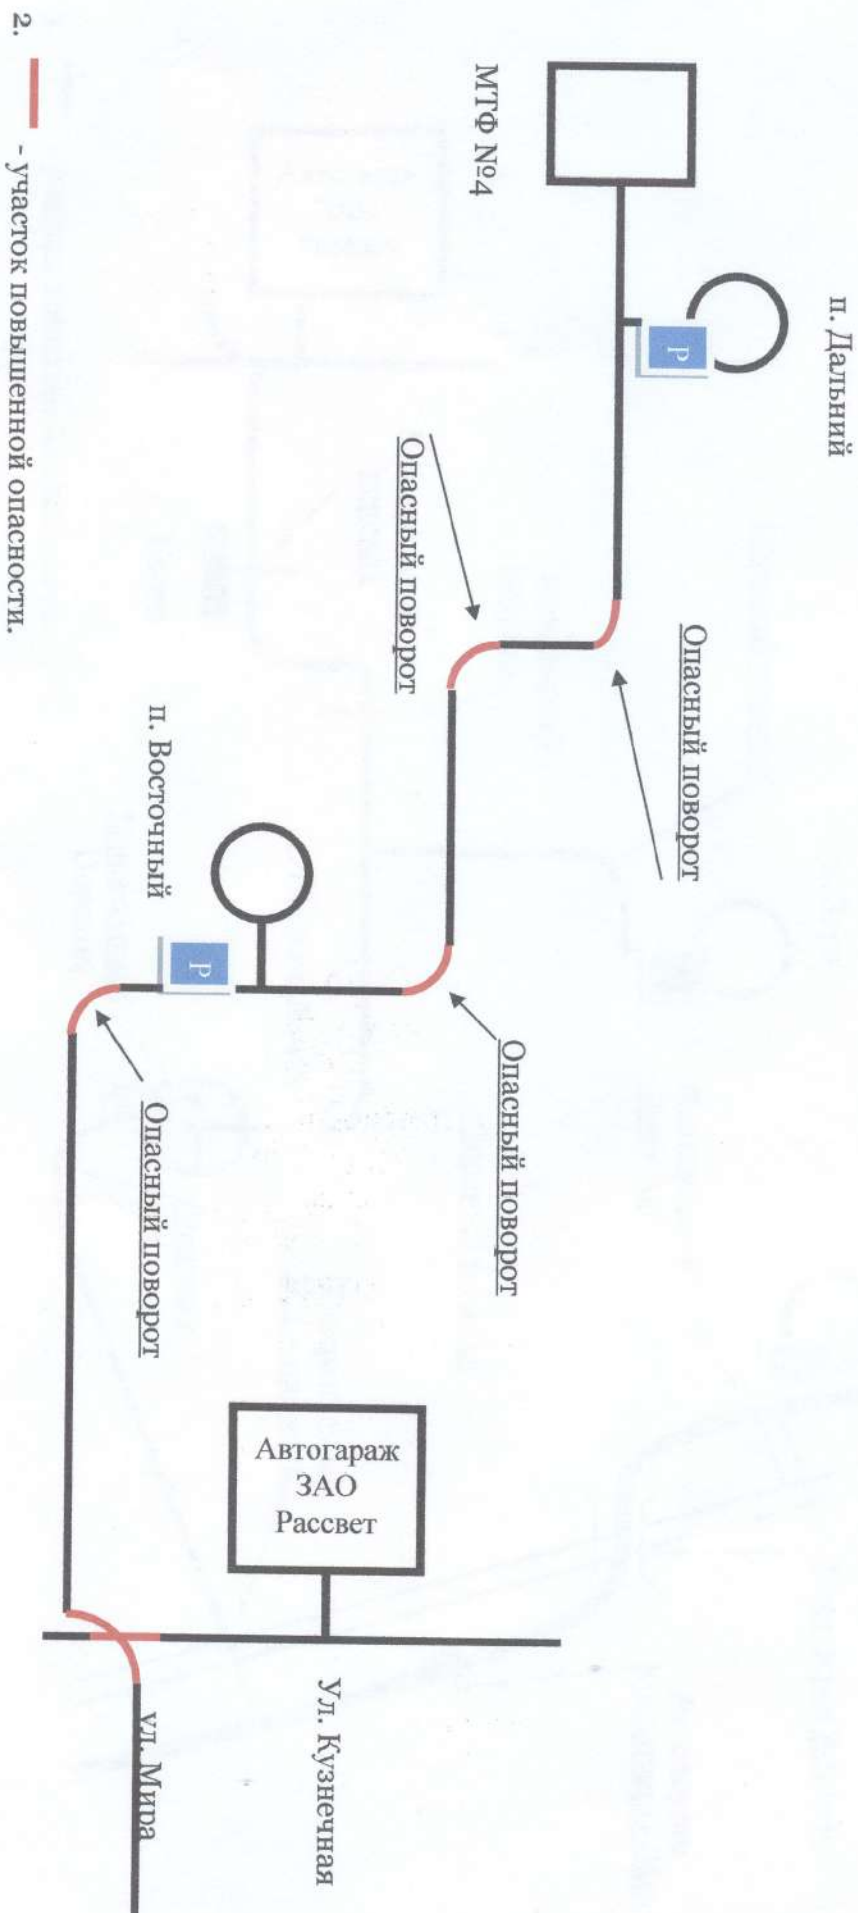 п. Дальний
Р
МТФ №4
Опасный поворот
Опасный поворот
Опасный поворот
п. Восточный
Р
Опасный поворот
Автогараж
ЗАО
Рассвет
Ул. Кузнечная
ул. Мира
2. - участок повышенной опасности.